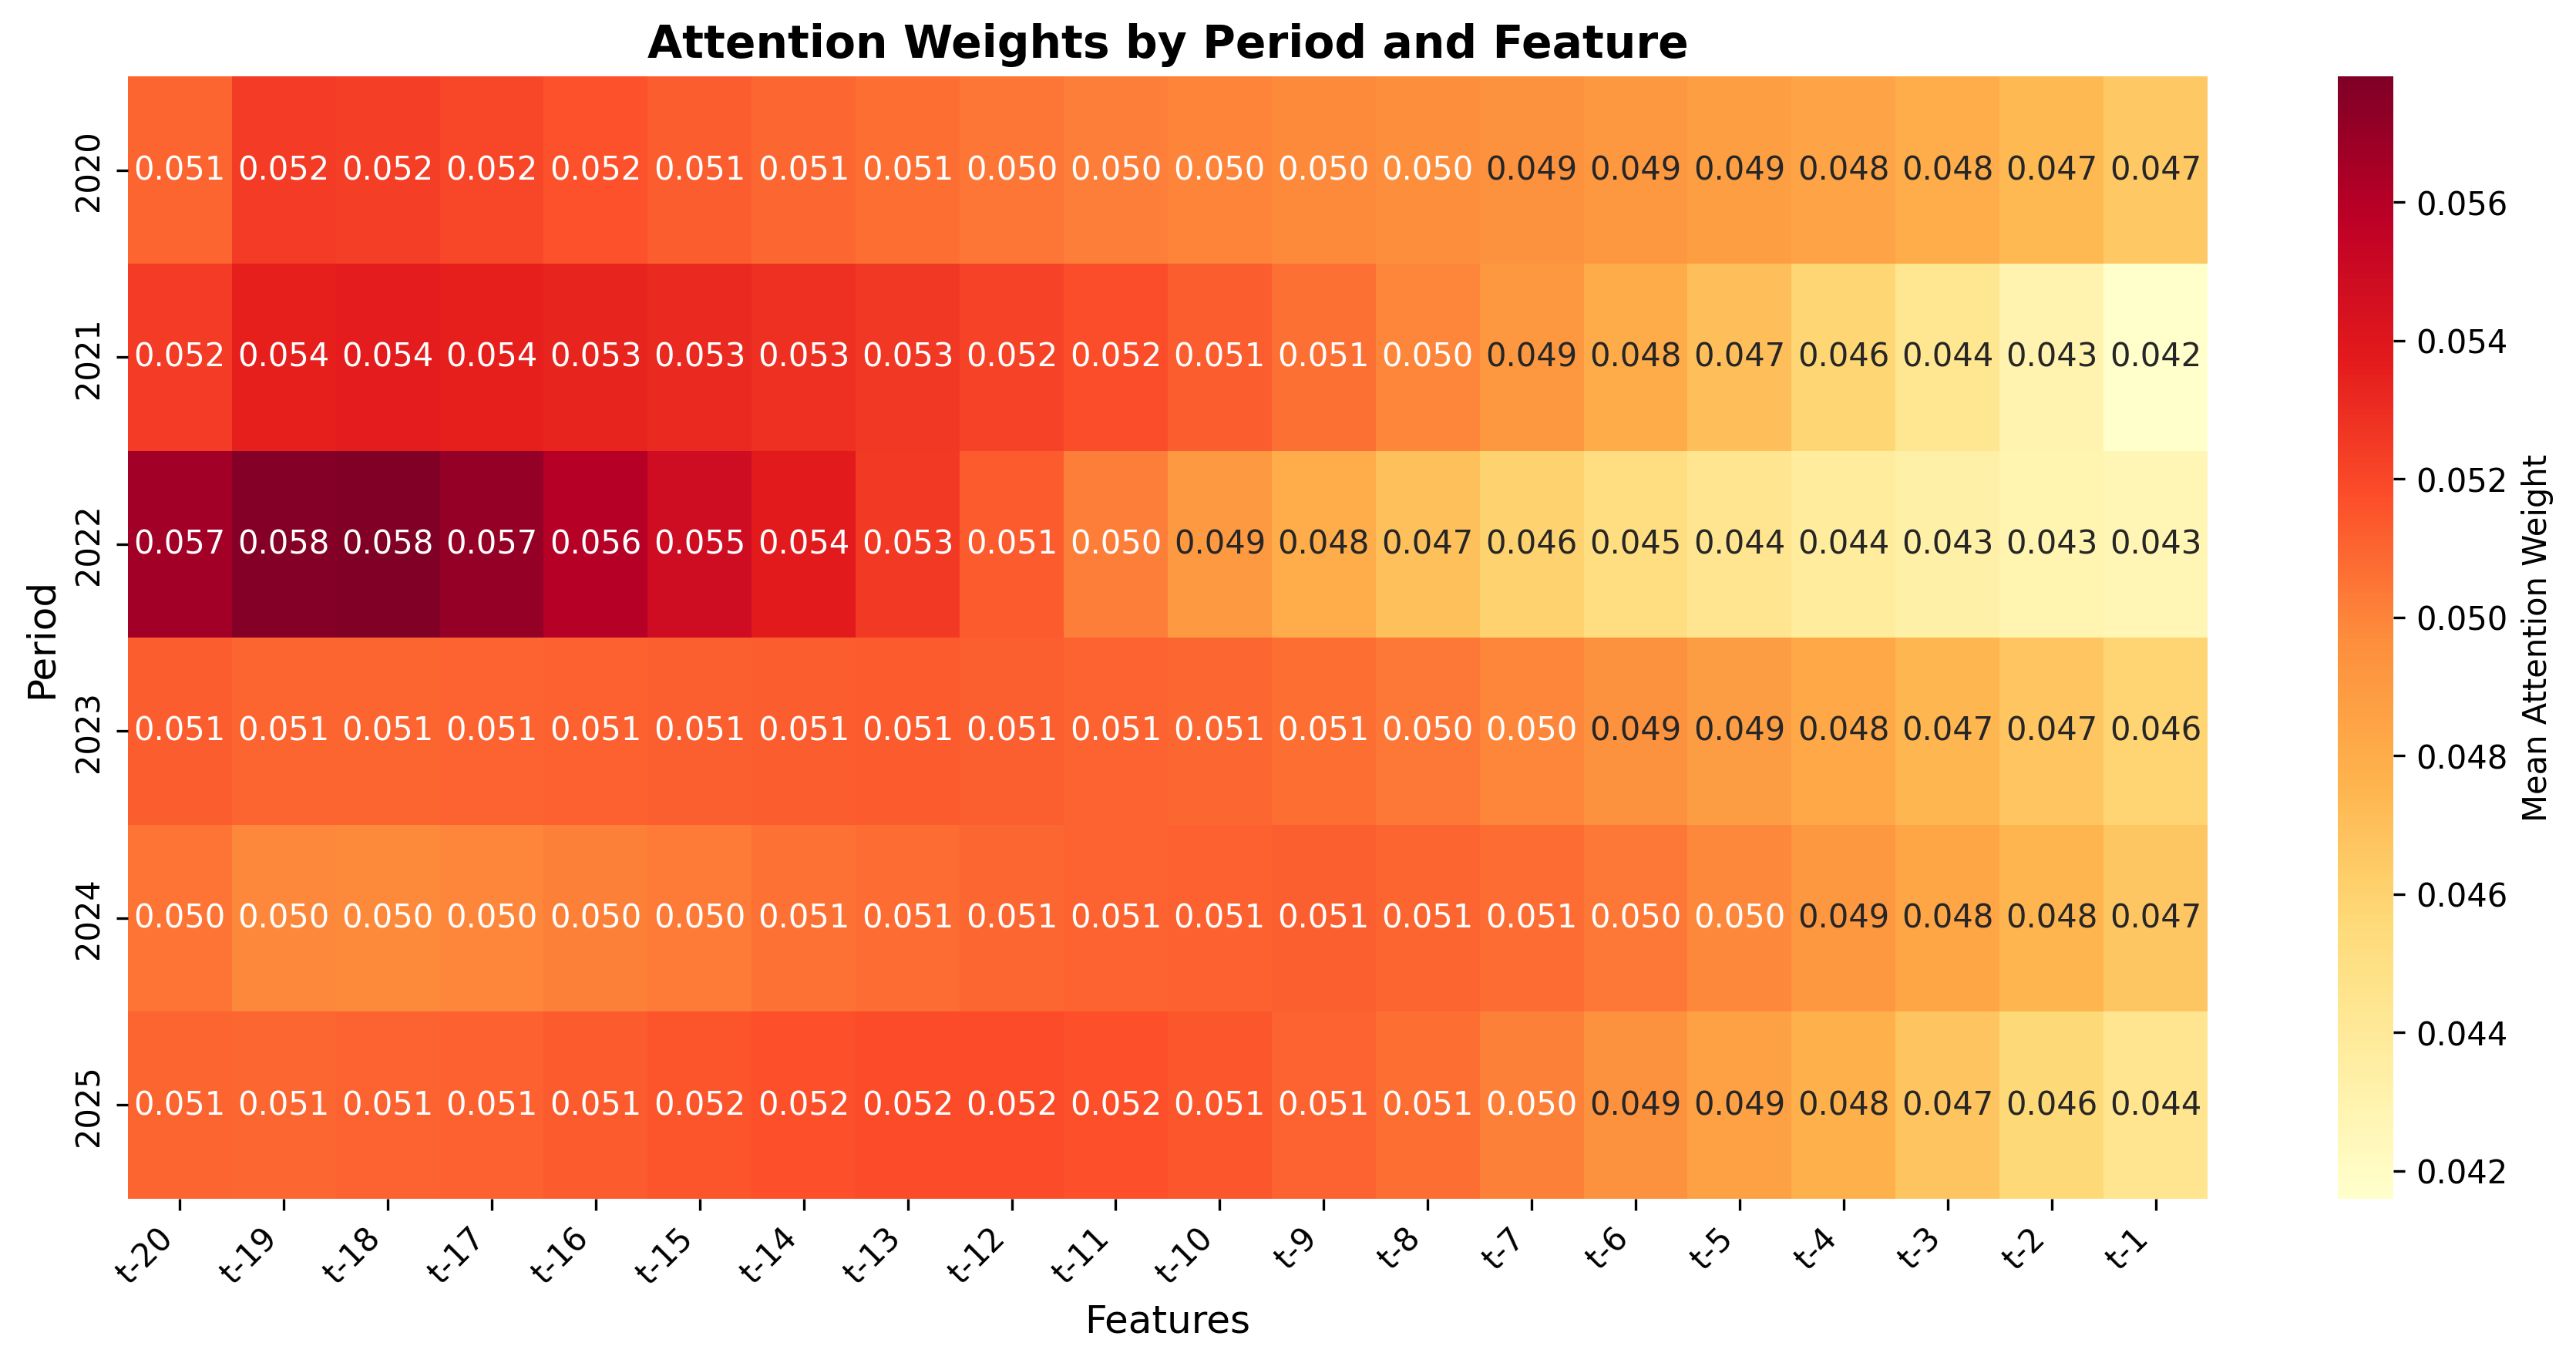 Attention Weights by Period and Feature
Period
2020 0.051 0.052 0.052 0.052 0.052 0.051 0.051 0.051 0.050 0.050 0.050 0.050 0.050 0.049 0.049 0.049 0.048 0.048 0.047 0.047
2021 0.052 0.054 0.054 0.054 0.053 0.053 0.053 0.053 0.052 0.052 0.051 0.051 0.050 0.049 0.048 0.047 0.046 0.044 0.043 0.042
2022 0.057 0.058 0.058 0.057 0.056 0.055 0.054 0.053 0.051 0.050 0.049 0.048 0.047 0.046 0.045 0.044 0.044 0.043 0.043 0.043
2023 0.051 0.051 0.051 0.051 0.051 0.051 0.051 0.051 0.051 0.051 0.051 0.051 0.050 0.050 0.049 0.049 0.048 0.047 0.047 0.046
2024 0.050 0.050 0.050 0.050 0.050 0.050 0.051 0.051 0.051 0.051 0.051 0.051 0.051 0.051 0.050 0.050 0.049 0.048 0.048 0.047
2025 0.051 0.051 0.051 0.051 0.051 0.052 0.052 0.052 0.052 0.052 0.051 0.051 0.051 0.050 0.049 0.049 0.048 0.047 0.046 0.044
t-20 t-19 t-18 t-17 t-16 t-15 t-14 t-13 t-12 t-11 t-10 t-9 t-8 t-7 t-6 t-5 t-4 t-3 t-2 t-1
Features
0.056
0.054
0.052
0.050
0.048
0.046
0.044
0.042
Mean Attention Weight